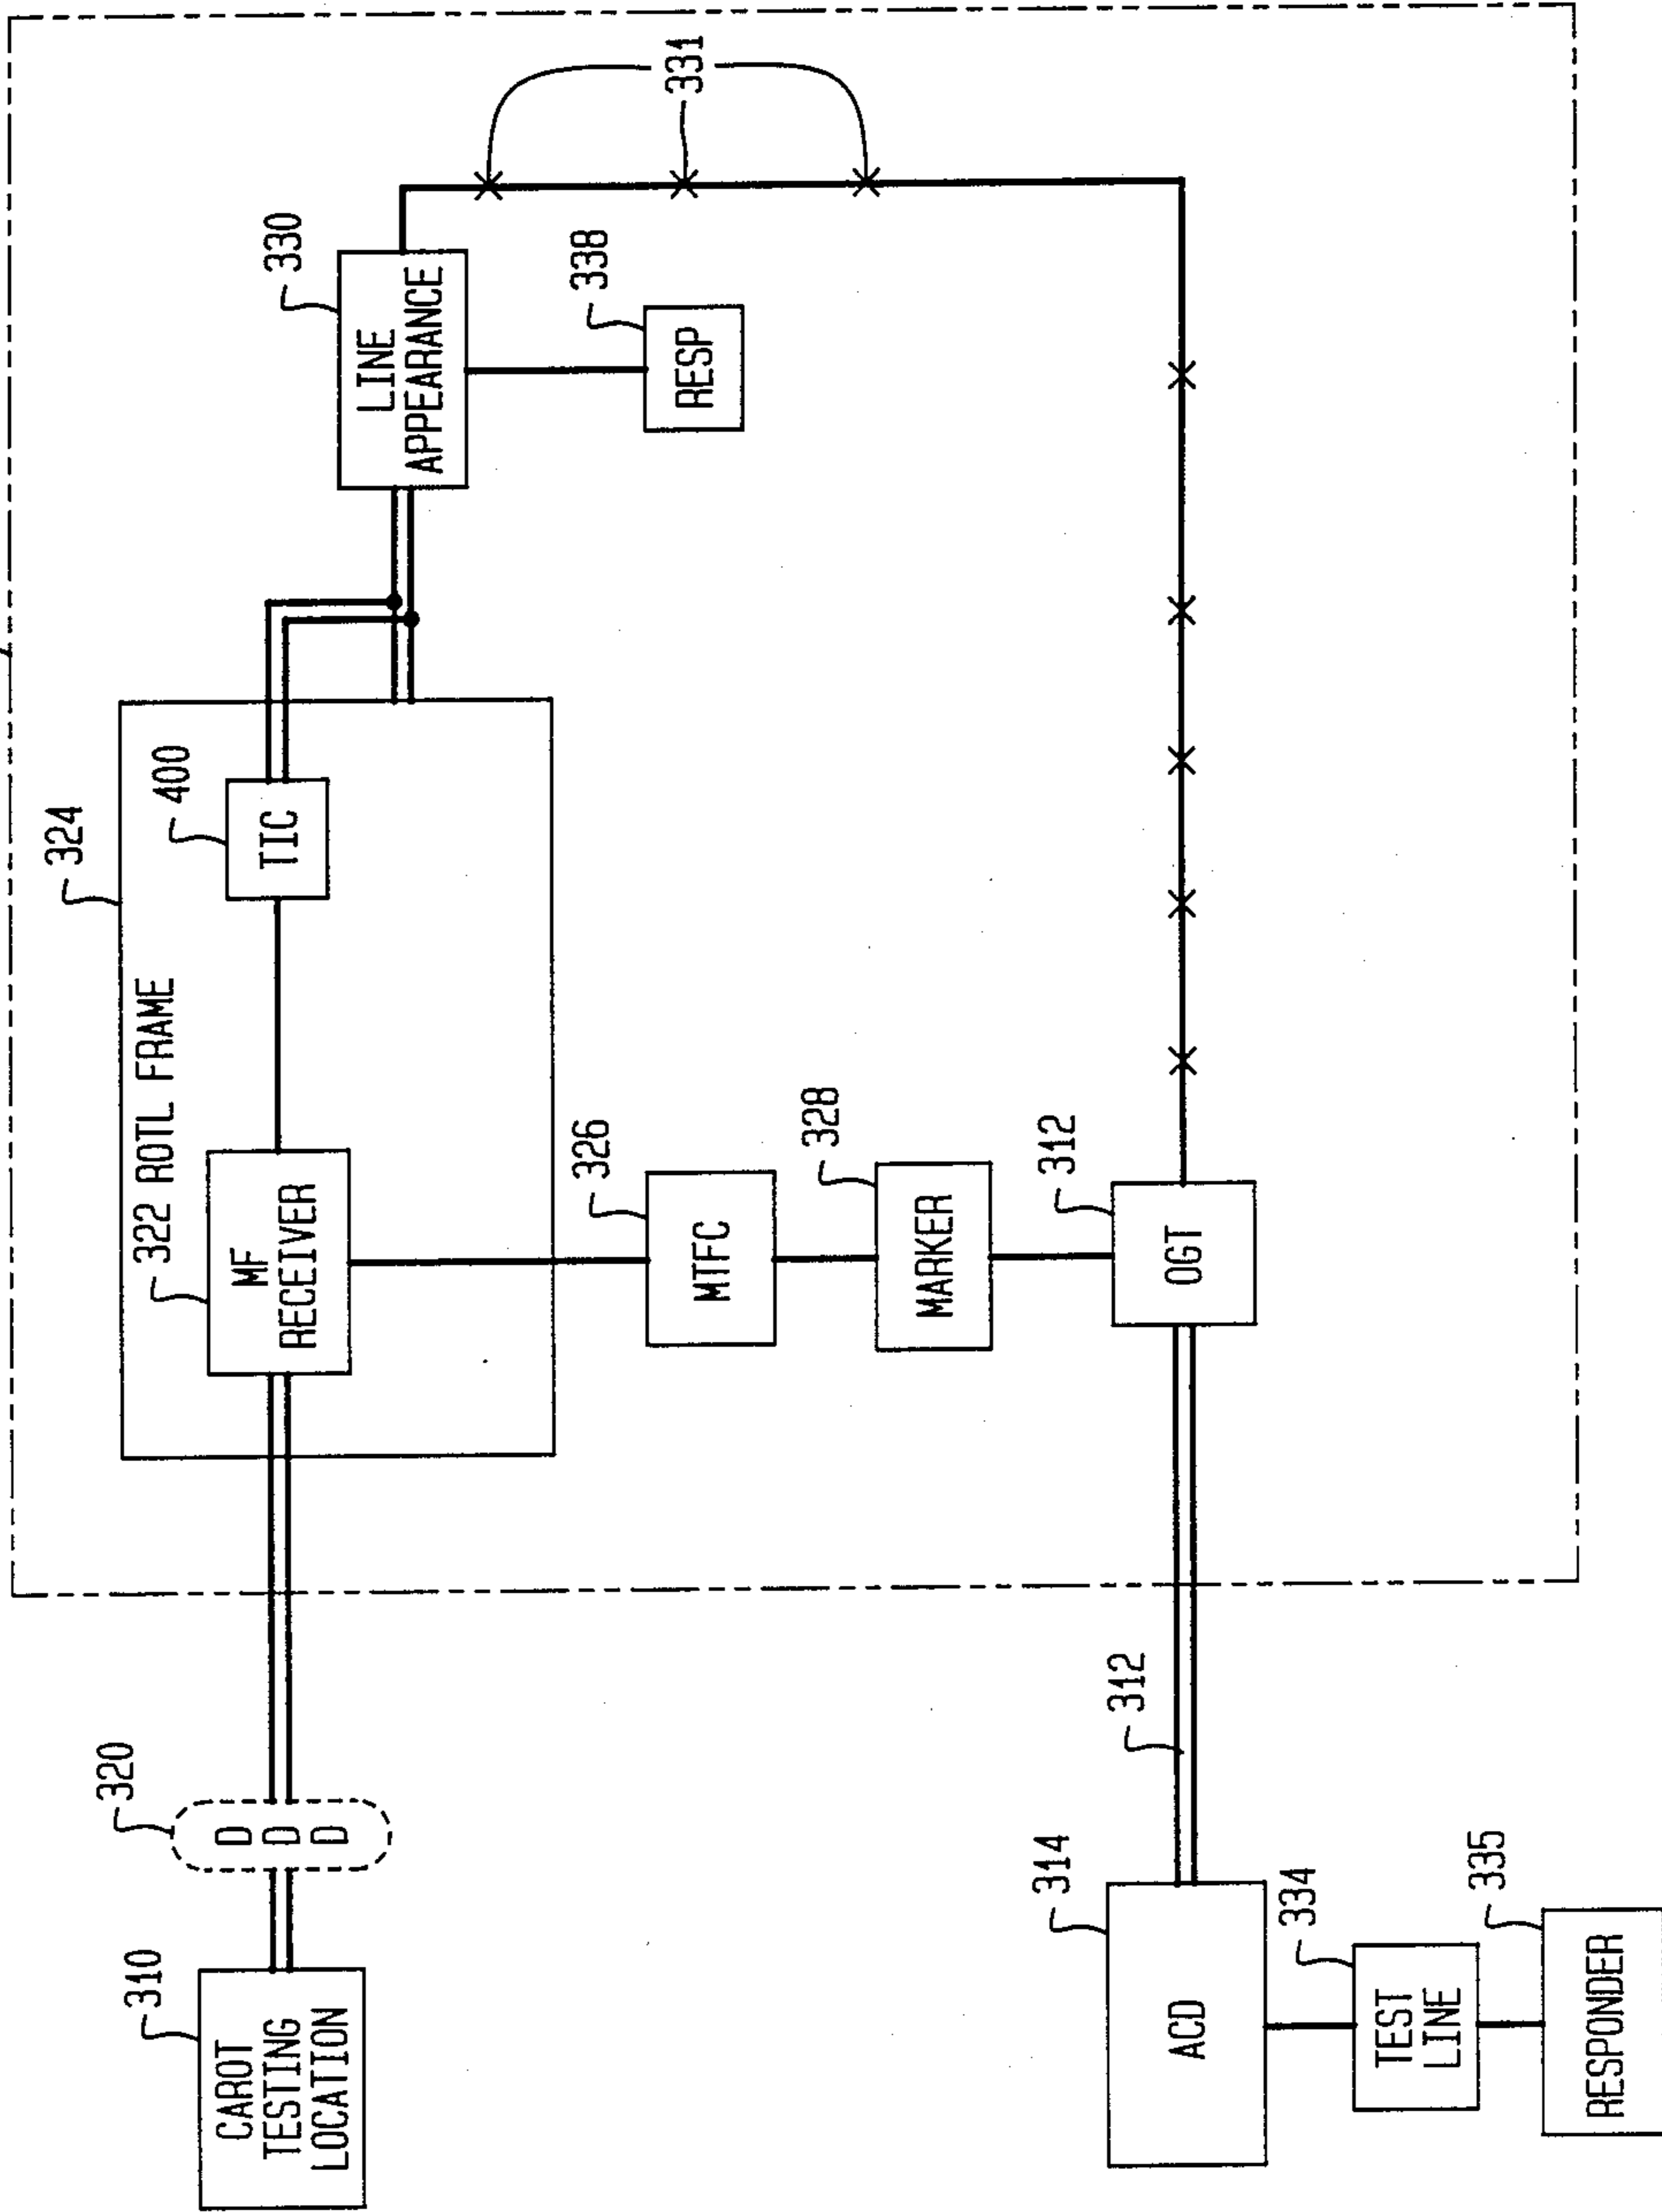 310
CAROT
TESTING
LOCATION
320
D
D
D
324
322 ROTL FRAME
MF
RECEIVER
400
TIC
330
LINE
APPEARANCE
331
338
RESP
326
MTFC
328
MARKER
312
OGT
312
314
ACD
334
TEST
LINE
335
RESPONDER